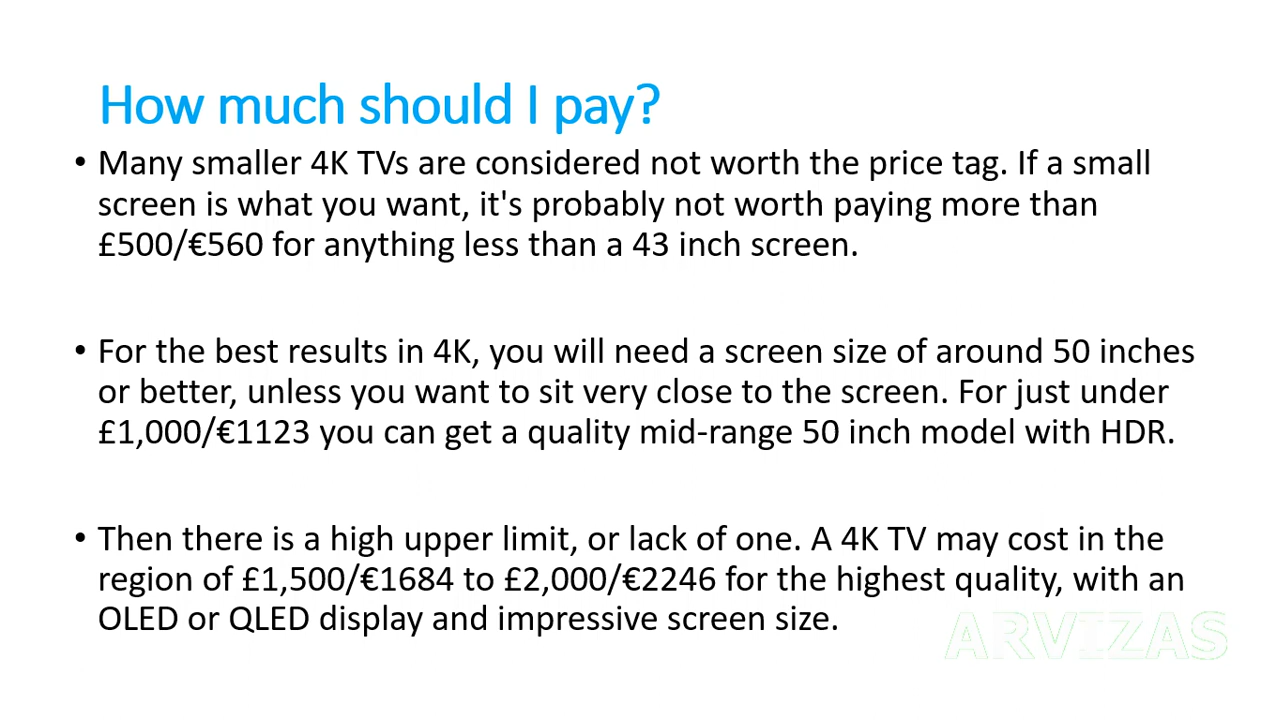 How much should I pay?
• Many smaller 4K TVs are considered not worth the price tag. If a small
screen is what you want, it's probably not worth paying more than
£500/€560 for anything less than a 43 inch screen.
• For the best results in 4K, you will need a screen size of around 50 inches
or better, unless you want to sit very close to the screen. For just under
£1,000/€1123 you can get a quality mid-range 50 inch model with HDR.
• Then there is a high upper limit, or lack of one. A 4K TV may cost in the
region of £1,500/€1684 to £2,000/€2246 for the highest quality, with an
OLED or QLED display and impressive screen size.
ARVIZAS